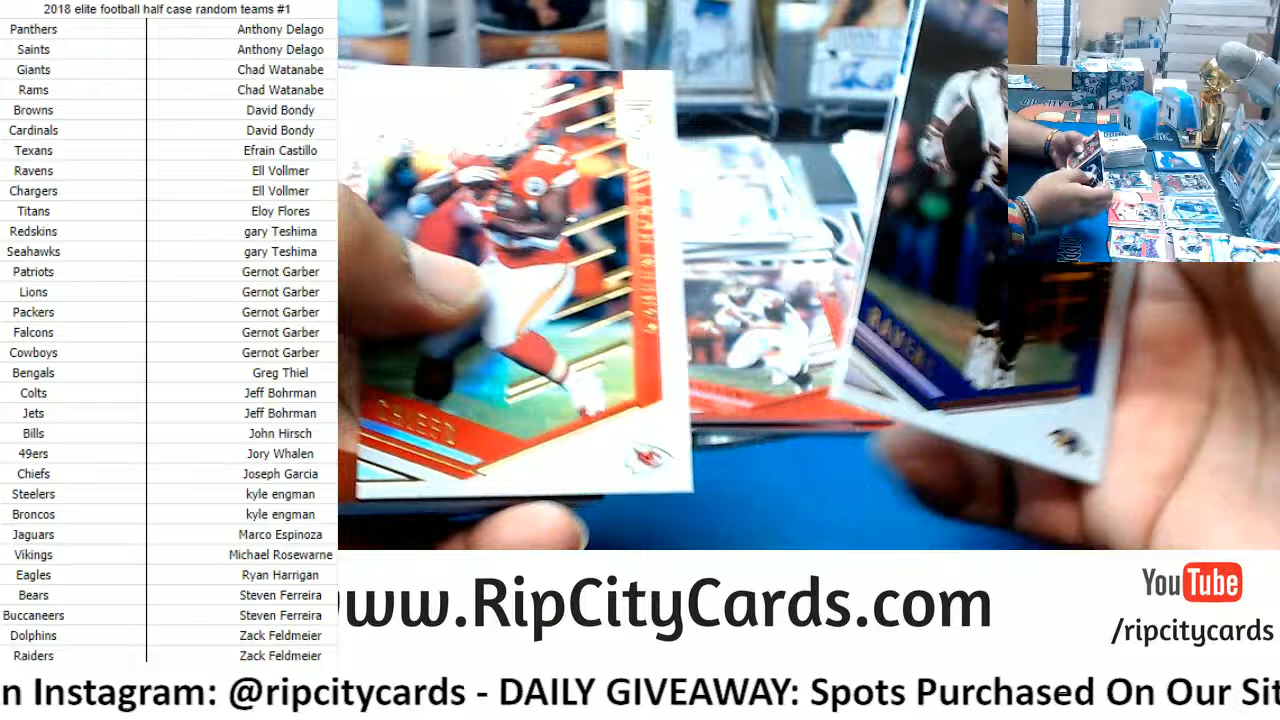 2018 elite football half case random teams #1
Panthers Anthony Delago
Saints Anthony Delago
Giants Chad Watanabe
Rams Chad Watanabe
Browns David Bondy
Cardinals David Bondy
Texans Efrain Castillo
Ravens Ell Vollmer
Chargers Ell Vollmer
Titans Eloy Flores
Redskins gary Teshima
Seahawks gary Teshima
Patriots Gernot Garber
Lions Gernot Garber
Packers Gernot Garber
Falcons Gernot Garber
Cowboys Gernot Garber
Bengals Greg Thiel
Colts Jeff Bohrman
Jets Jeff Bohrman
Bills John Hirsch
49ers Jory Whalen
Chiefs Joseph Garcia
Steelers kyle engman
Broncos kyle engman
Jaguars Marco Espinoza
Vikings Michael Rosewarne
Eagles Ryan Harrigan
Bears Steven Ferreira
Buccaneers Steven Ferreira
Dolphins Zack Feldmeier
Raiders Zack Feldmeier
CHIEFS
RAVENS
ww.RipCityCards.com
YouTube
/ripcitycards
n Instagram: @ripcitycards - DAILY GIVEAWAY: Spots Purchased On Our Sit